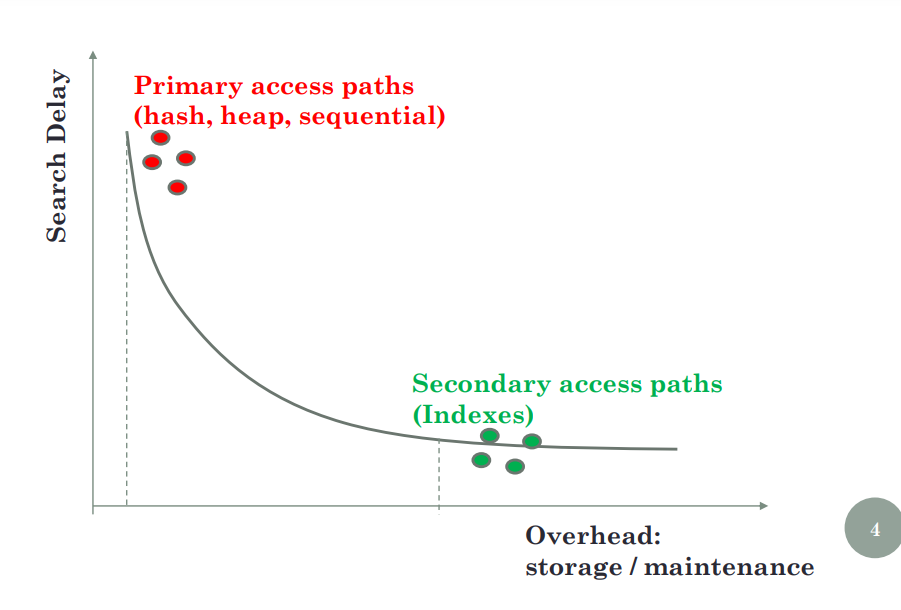 Search Delay
Primary access paths
(hash, heap, sequential)
Secondary access paths
(Indexes)
Overhead:
storage / maintenance
4